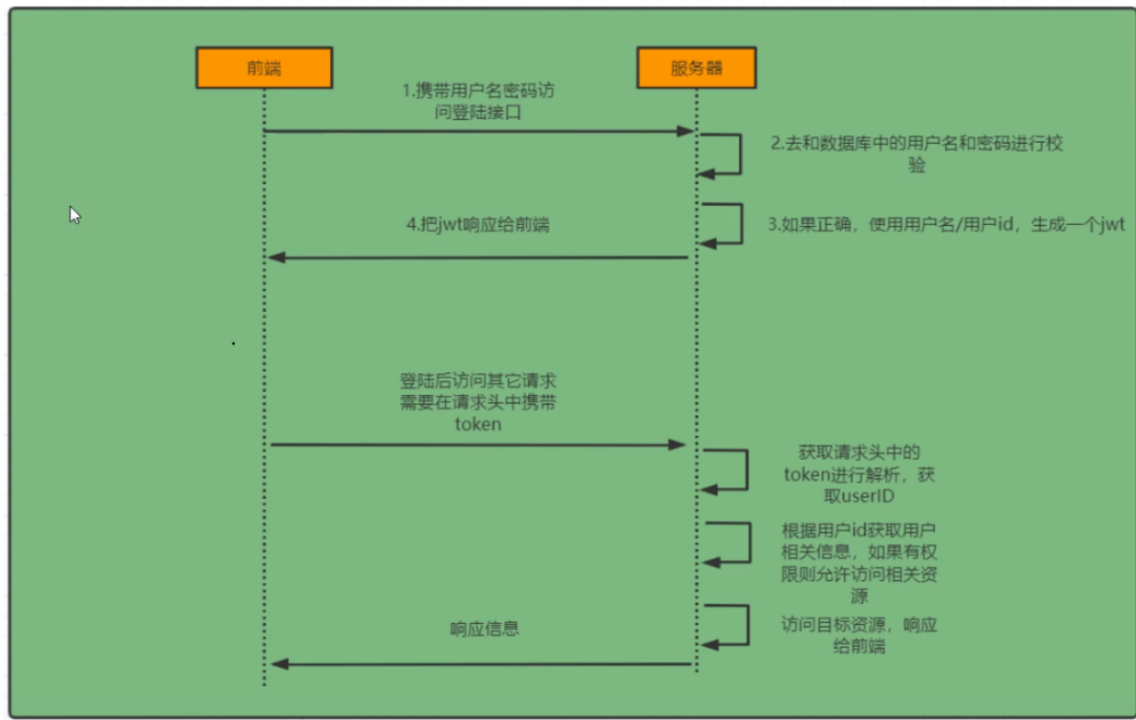 前端
服务器
1.携带用户名密码访
问登陆接口
2.去和数据库中的用户名和密码进行校
验
4.把jwt响应给前端
3.如果正确，使用用户名/用户id，生成一个jwt
登陆后访问其它请求
需要在请求头中携带
token
获取请求头中的
token进行解析，获
取userID
根据用户id获取用户
相关信息，如果有权
限则允许访问相关资
源
响应信息
访问目标资源，响应
给前端